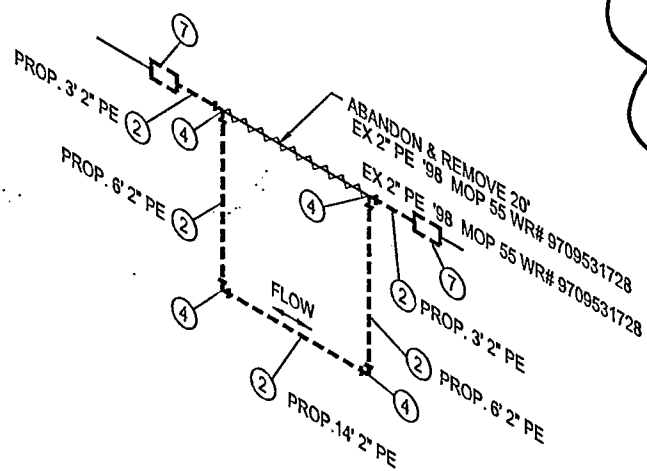 7
PROP. 3' 2" PE
2
4
ABANDON & REMOVE 20'
EX 2" PE '98 MOP 55 WR# 9709531728
PROP. 6' 2" PE
2
4
EX 2" PE '98 MOP 55 WR# 9709531728
7
2
PROP. 3' 2" PE
4
FLOW
2
PROP. 14' 2" PE
4
2
PROP. 6' 2" PE